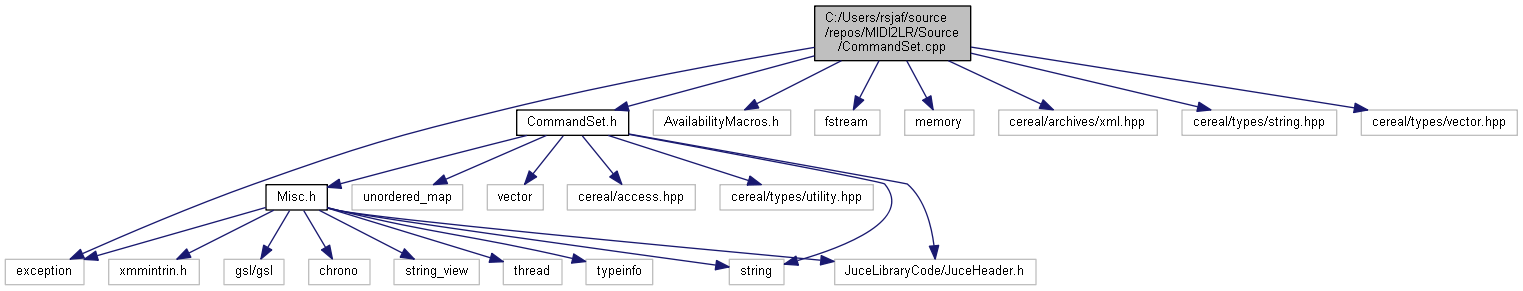 C:/Users/rsjaf/source
/repos/MIDI2LR/Source
/CommandSet.cpp
CommandSet.h
AvailabilityMacros.h
fstream
memory
cereal/archives/xml.hpp
cereal/types/string.hpp
cereal/types/vector.hpp
Misc.h
unordered_map
vector
cereal/access.hpp
cereal/types/utility.hpp
exception
xmmintrin.h
gsl/gsl
chrono
string_view
thread
typeinfo
string
JuceLibraryCode/JuceHeader.h